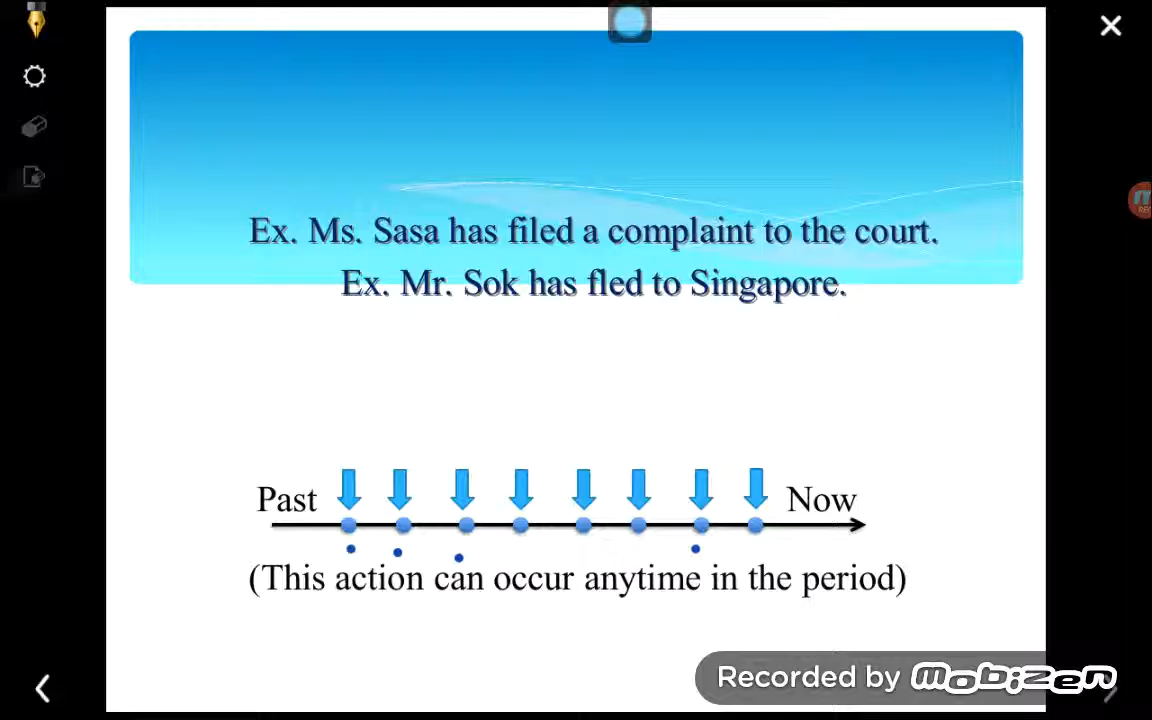 Ex. Ms. Sasa has filed a complaint to the court.
Ex. Mr. Sok has fled to Singapore.
Past Now
(This action can occur anytime in the period)
Recorded by mobizen